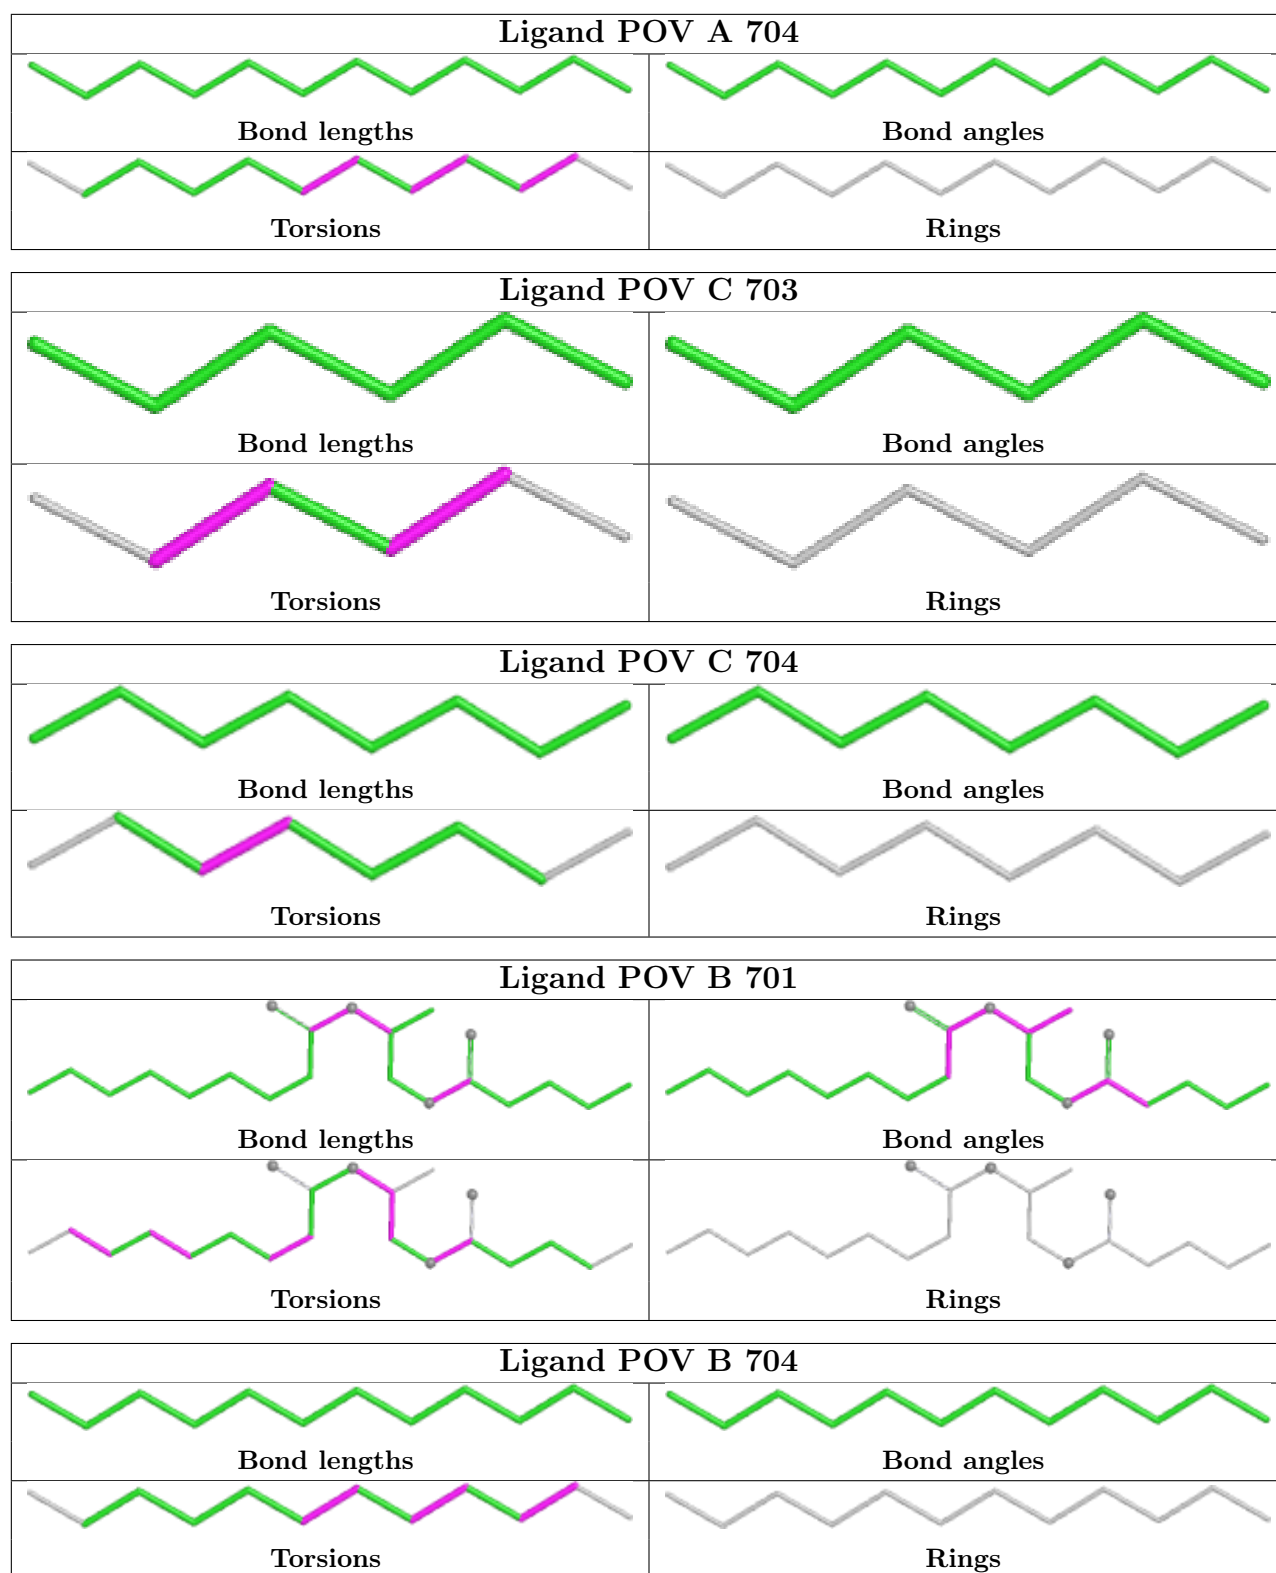 Ligand POV A 704
Bond lengths
Bond angles
Torsions
Rings
Ligand POV C 703
Bond lengths
Bond angles
Torsions
Rings
Ligand POV C 704
Bond lengths
Bond angles
Torsions
Rings
Ligand POV B 701
Bond lengths
Bond angles
Torsions
Rings
Ligand POV B 704
Bond lengths
Bond angles
Torsions
Rings